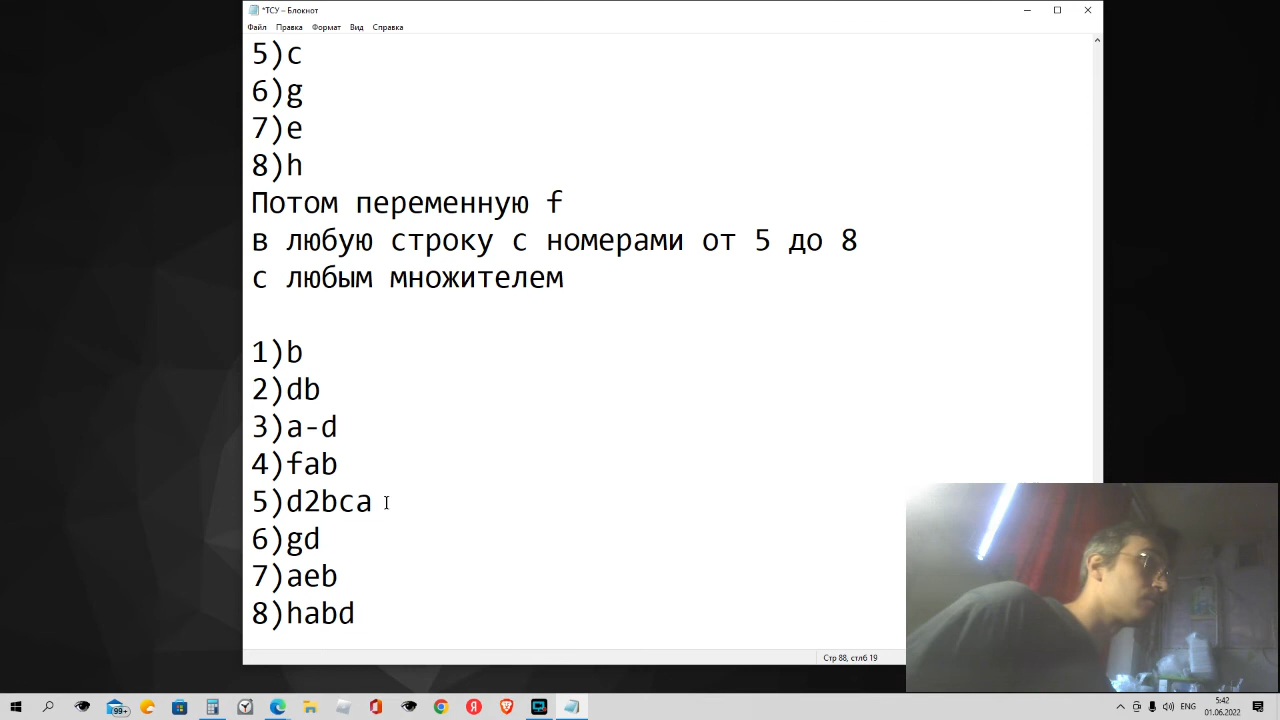 *ТСУ – Блокнот
Файл Правка Формат Вид Справка
5)c
6)g
7)e
8)h
Потом переменную f
в любую строку с номерами от 5 до 8
с любым множителем
1)b
2)db
3)a-d
4)fab
5)d2bca
6)gd
7)aeb
8)habd
Стр 88, стлб 19
99+
Я
ENG
5:42
01.06.2022